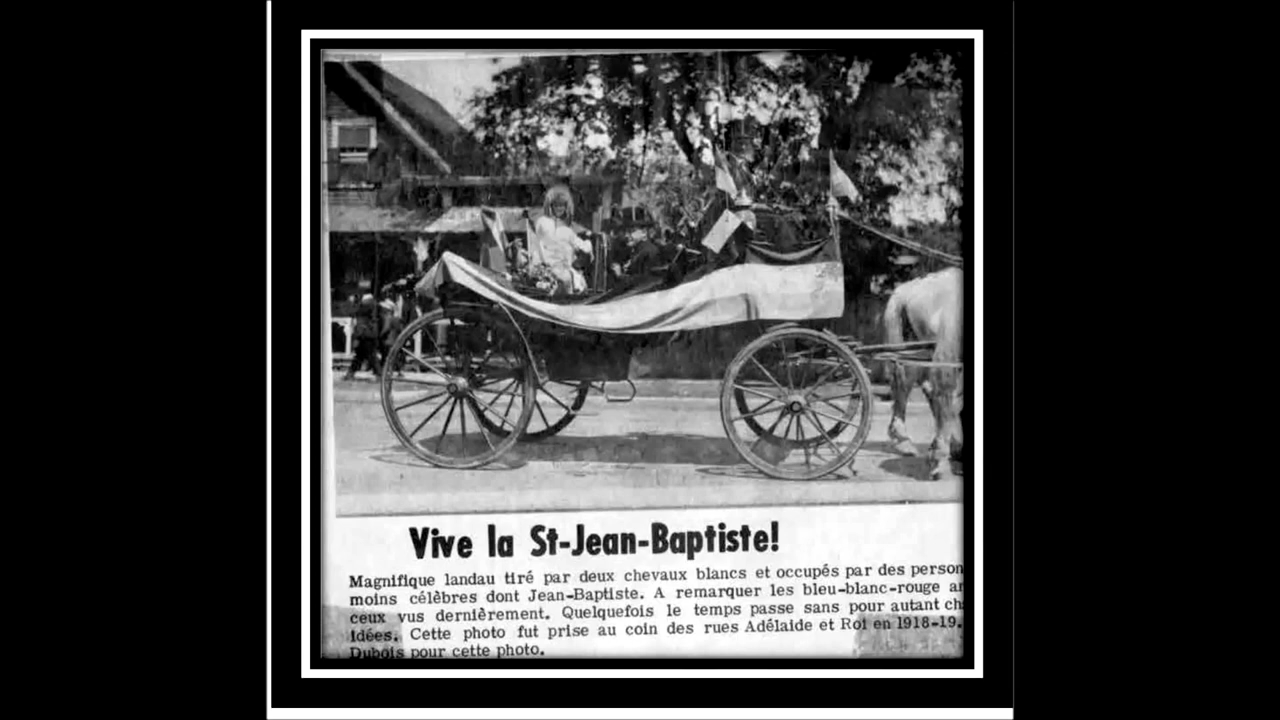 Vive la St-Jean-Baptiste!
Magnifique landau tiré par deux chevaux blancs et occupés par des person
moins célèbres dont Jean-Baptiste. A remarquer les bleu-blanc-rouge ar
ceux vus dernièrement. Quelquefois le temps passe sans pour autant ch
idées. Cette photo fut prise au coin des rues Adélaide et Roi en 1918-19.
Dubois pour cette photo.